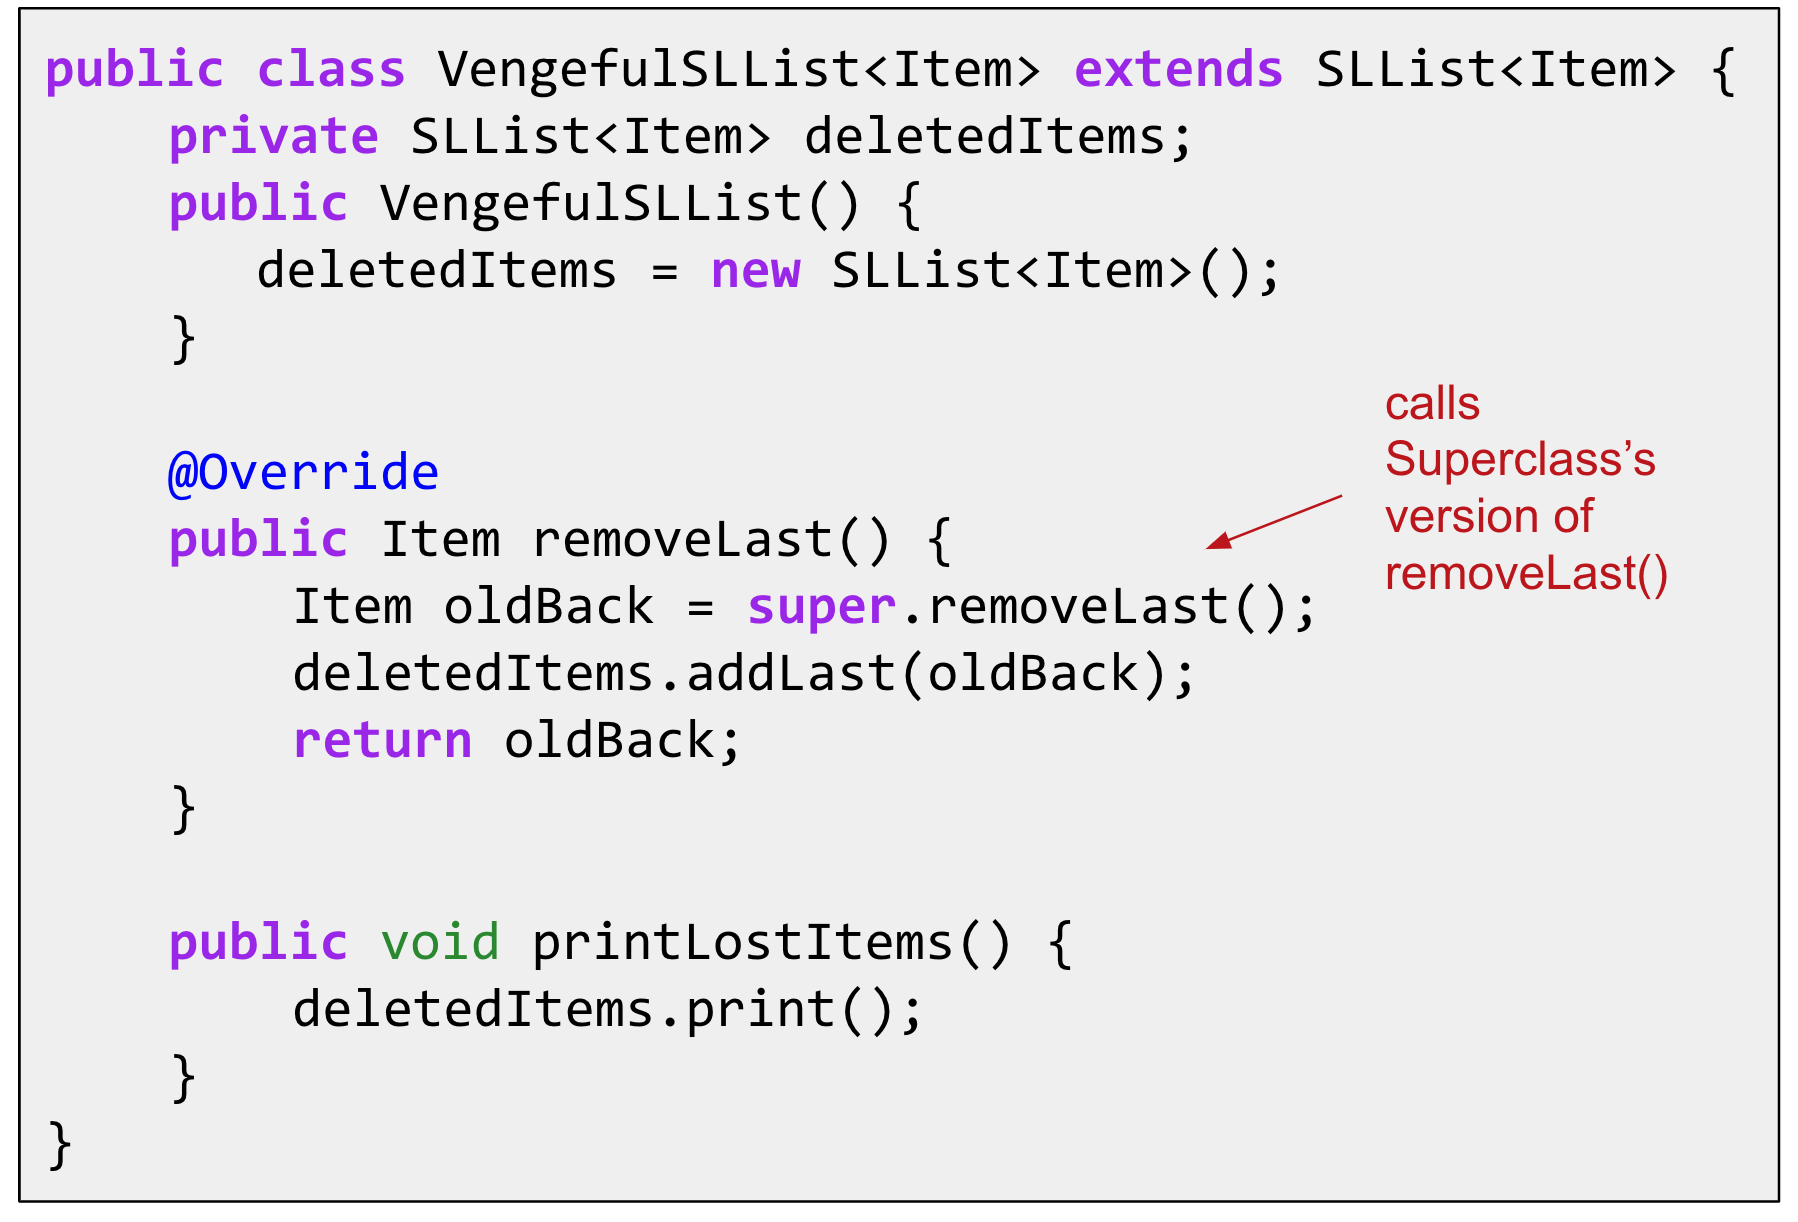 public class VengefulSLList<Item> extends SLList<Item> {
private SLList<Item> deletedItems;
public VengefulSLList() {
deletedItems = new SLList<Item>();
}
@Override
public Item removeLast() {
Item oldBack = super.removeLast();
deletedItems.addLast(oldBack);
return oldBack;
}
public void printLostItems() {
deletedItems.print();
}
}
calls
Superclass’s
version of
removeLast()